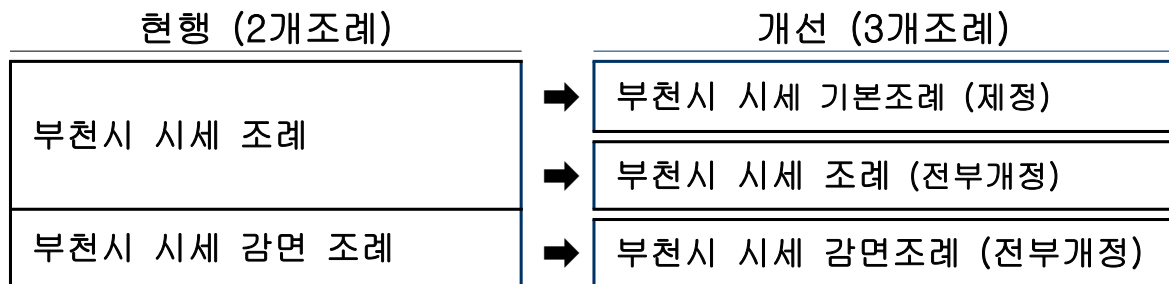 현행 (2개조례)
개선 (3개조례)
부천시 시세 조례
➡ 부천시 시세 기본조례 (제정)
➡ 부천시 시세 조례 (전부개정)
부천시 시세 감면 조례
➡ 부천시 시세 감면조례 (전부개정)